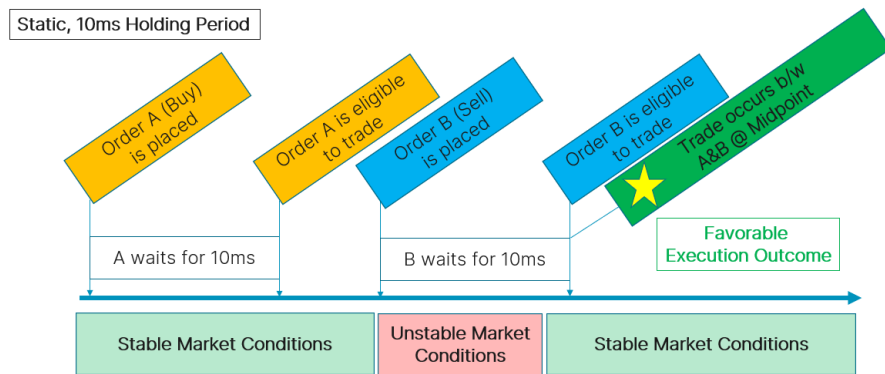 Static, 10ms Holding Period
Order A (Buy)
is placed
Order A is eligible
to trade
Order B (Sell)
is placed
Order B is eligible
to trade
Trade occurs b/w
A&B @ Midpoint
A waits for 10ms
B waits for 10ms
Favorable
Execution Outcome
Stable Market Conditions
Unstable Market
Conditions
Stable Market Conditions